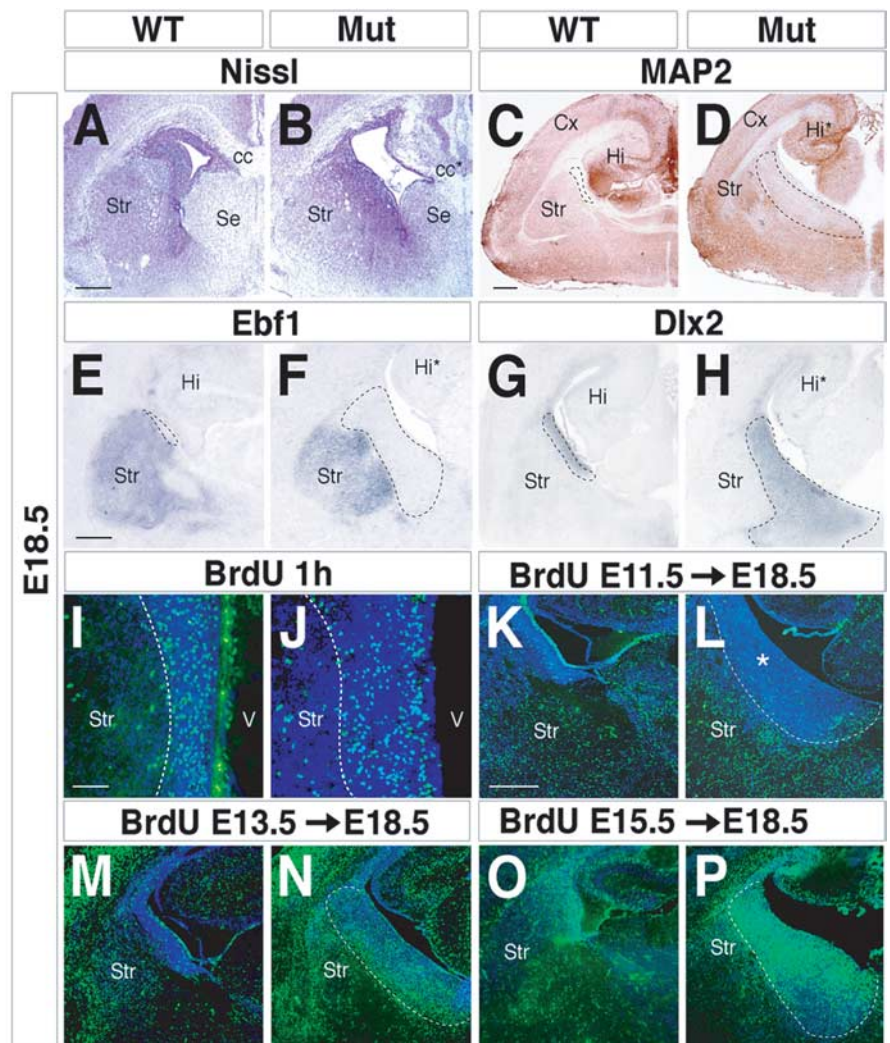 WT Mut WT Mut
Nissl MAP2
E18.5
A B C D
Cx Hi*
cc cc* Hi Cx
Str Se Str Se Str Str
Ebf1 Dlx2
E F G H
Hi Hi* Hi Hi*
Str Str Str Str
BrdU 1h BrdU E11.5 → E18.5
I J K L
*
Str V Str V Str Str
BrdU E13.5 → E18.5 BrdU E15.5 → E18.5
M N O P
Str Str Str Str